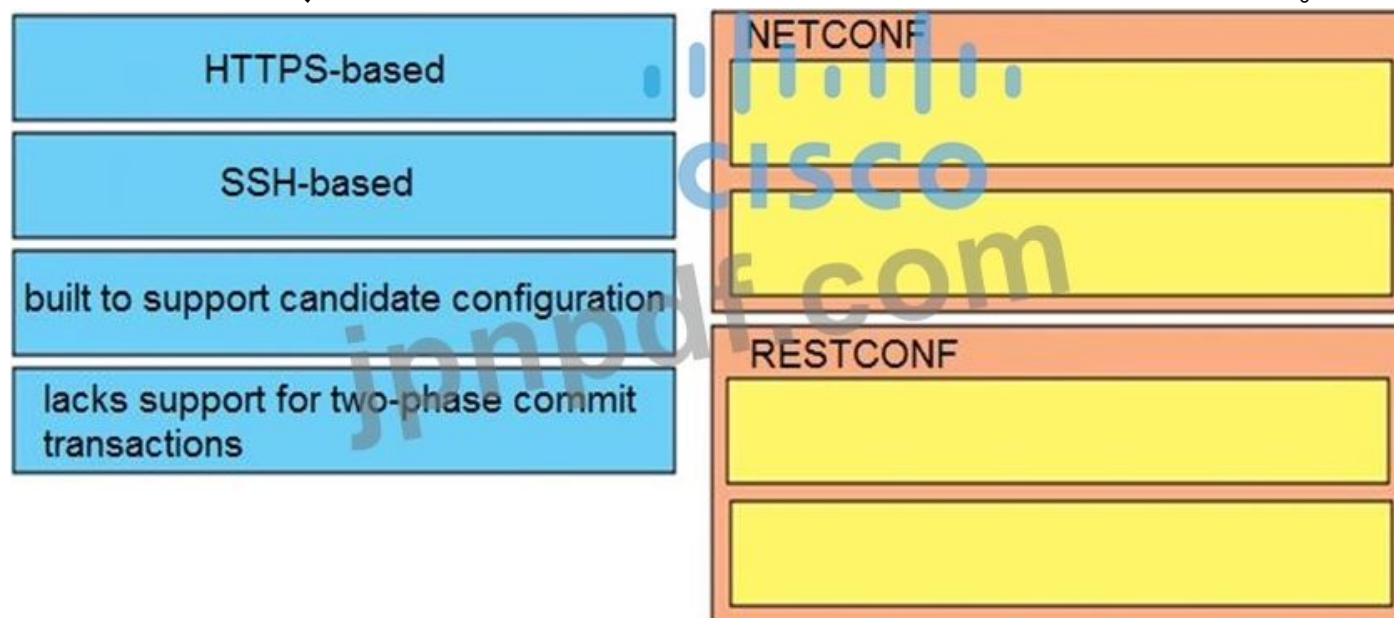 HTTPS-based
SSH-based
built to support candidate configuration
lacks support for two-phase commit
transactions
NETCONF
RESTCONF
CISCO
jpnpdf.com